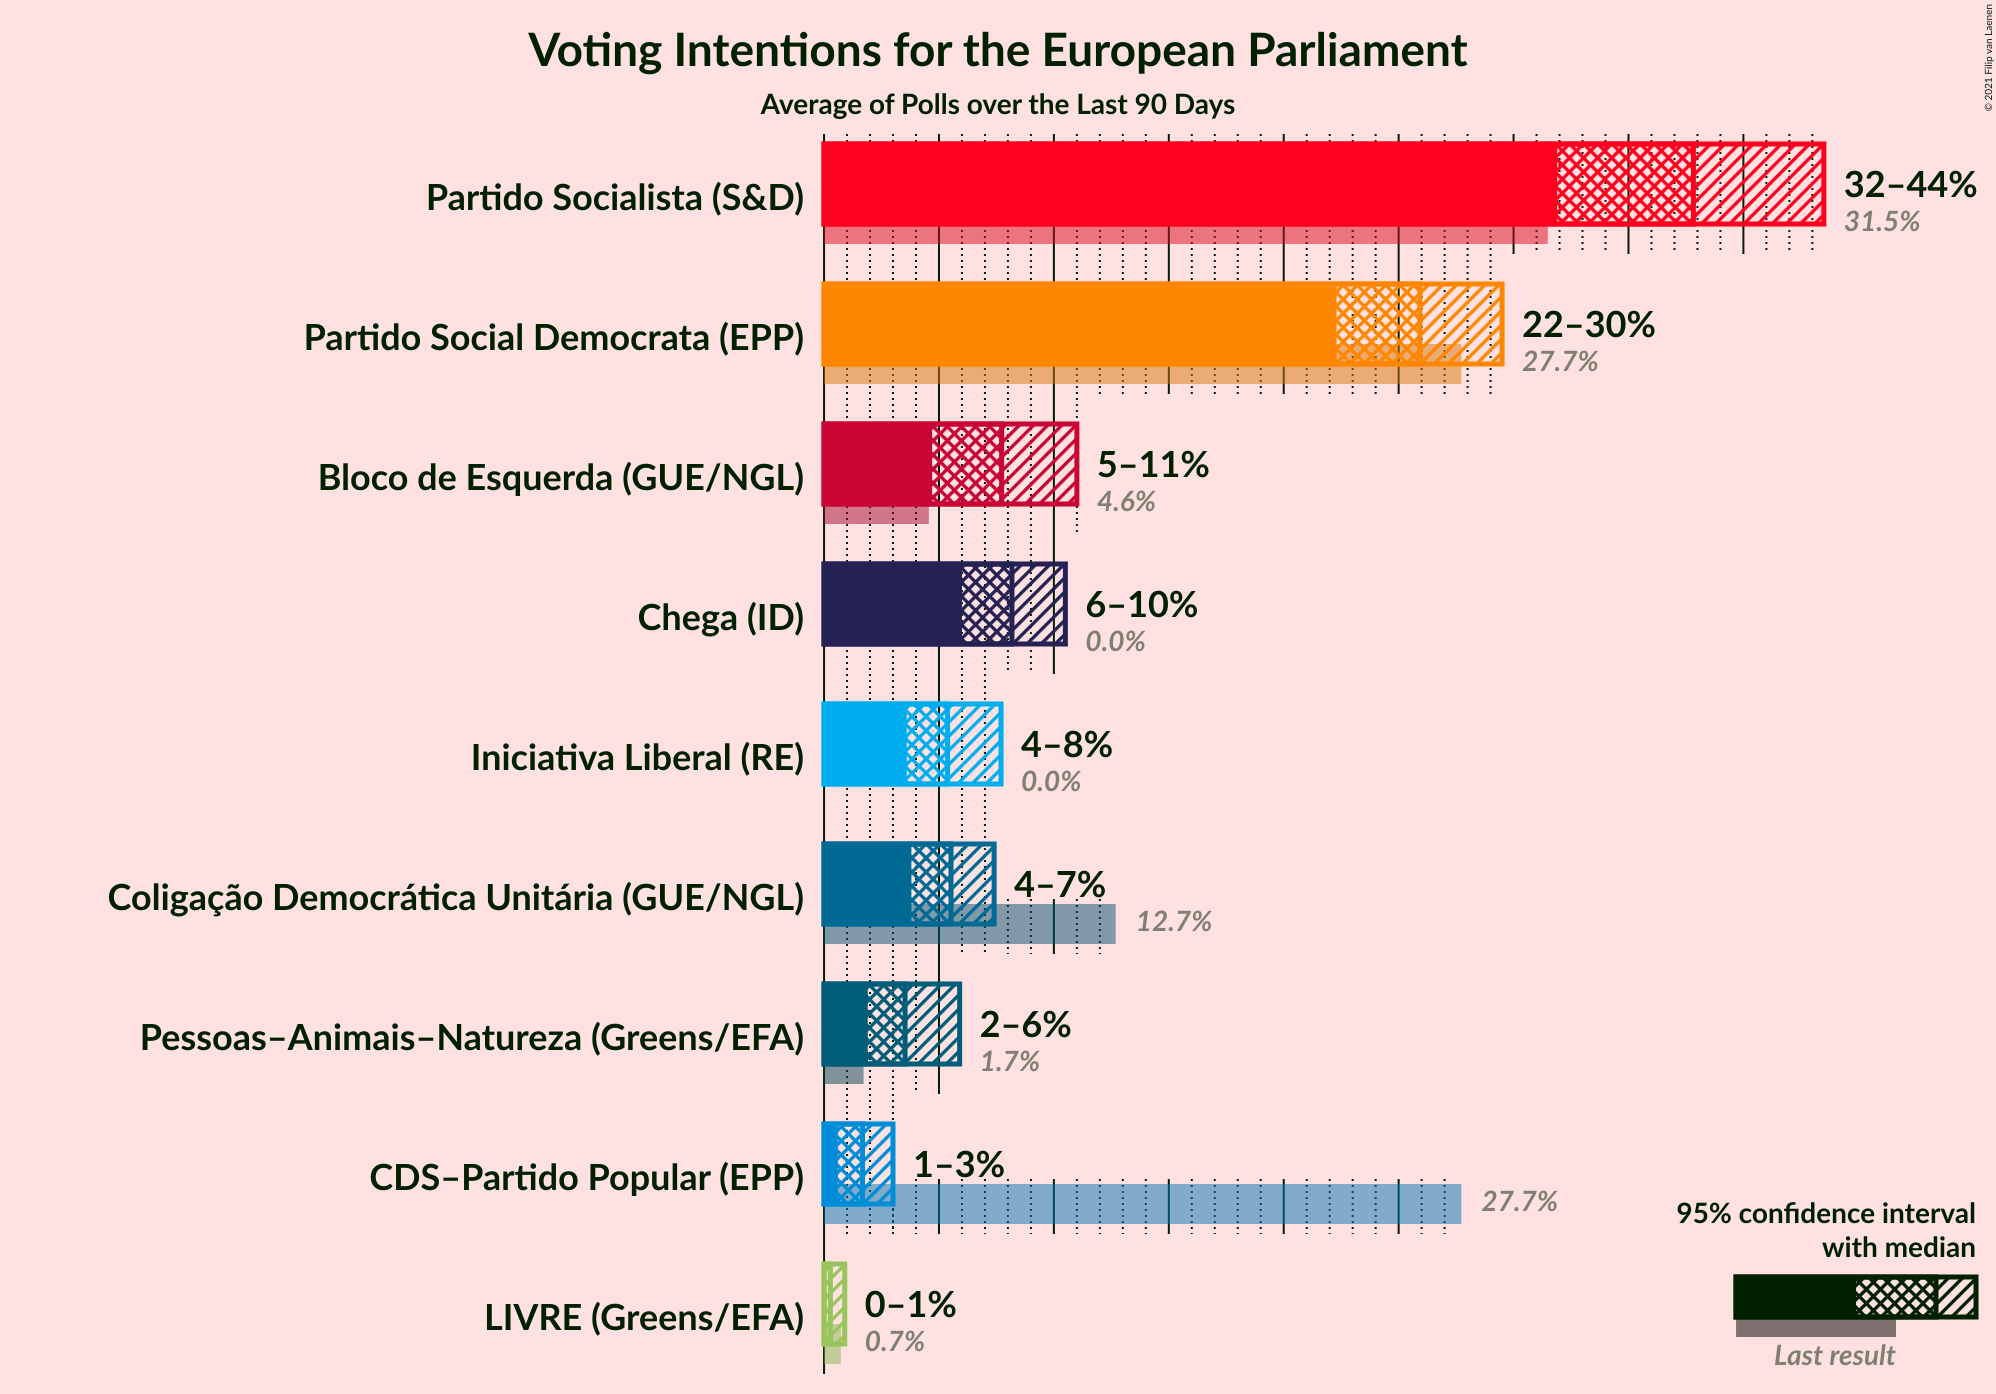 Voting Intentions for the European Parliament
Average of Polls over the Last 90 Days
© 2021 Filip van Laenen
Partido Socialista (S&D)
32–44%
31.5%
Partido Social Democrata (EPP)
22–30%
27.7%
Bloco de Esquerda (GUE/NGL)
5–11%
4.6%
Chega (ID)
6–10%
0.0%
Iniciativa Liberal (RE)
4–8%
0.0%
Coligação Democrática Unitária (GUE/NGL)
4–7%
12.7%
Pessoas–Animais–Natureza (Greens/EFA)
2–6%
1.7%
CDS–Partido Popular (EPP)
1–3%
27.7%
LIVRE (Greens/EFA)
0–1%
0.7%
95% confidence interval
with median
Last result